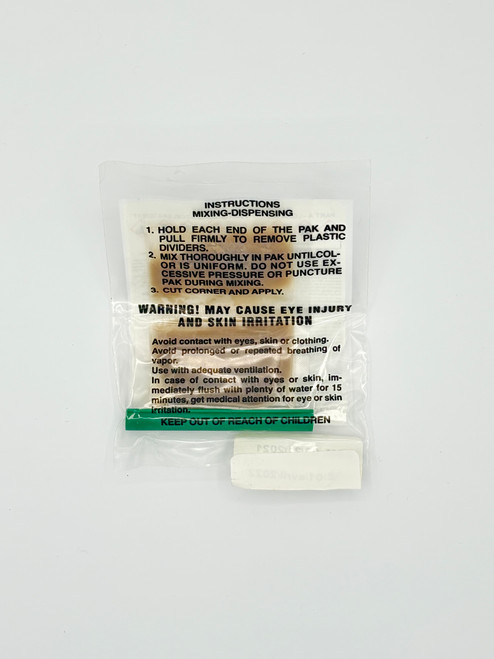 INSTRUCTIONS
MIXING-DISPENSING
1. HOLD EACH END OF THE PAK AND
PULL FIRMLY TO REMOVE PLASTIC
DIVIDERS.
2. MIX THOROUGHLY IN PAK UNTILCOL-
OR IS UNIFORM. DO NOT USE EX-
CESSIVE PRESSURE OR PUNCTURE
PAK DURING MIXING.
3. CUT CORNER AND APPLY.
WARNING! MAY CAUSE EYE INJURY
AND SKIN IRRITATION
Avoid contact with eyes, skin or clothing.
Avoid prolonged or repeated breathing of
vapor.
Use with adequate ventilation.
In case of contact with eyes or skin, im-
mediately flush with plenty of water for 15
minutes, get medical attention for eye or skin
irritation.
KEEP OUT OF REACH OF CHILDREN
2021